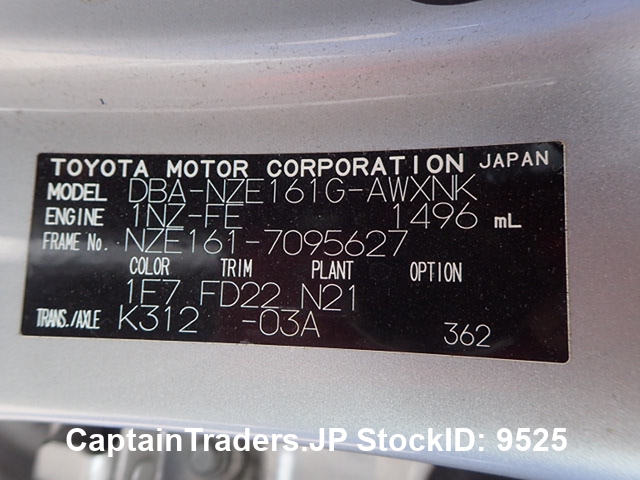 TOYOTA MOTOR CORPORATION JAPAN
MODEL DBA-NZE161G-AWXNK
ENGINE 1NZ-FE 1496 mL
FRAME No. NZE161-7095627
COLOR TRIM PLANT OPTION
1F7 FD22 N21
TRANS./AXLE K312 -03A 362
CaptainTraders.JP StockID: 9525